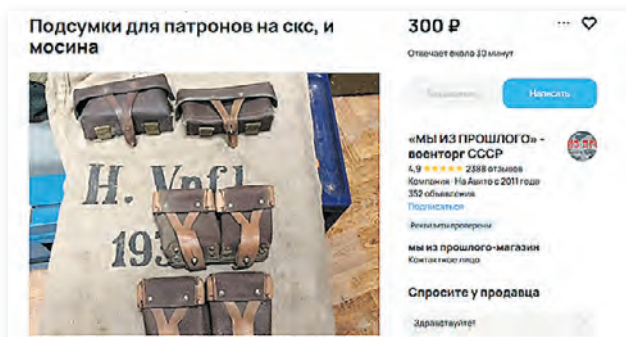 Подсумки для патронов на скс, и
мосина
300 ₽
Отвечает около 30 минут
Написать
«МЫ ИЗ ПРОШЛОГО» -
военторг СССР
4,9 ★★★★★ 2388 отзывов
Компания · На Авито с 2011 года
352 объявления
Подписаться
Реквизиты проверены
мы из прошлого-магазин
Контактное лицо
Спросите у продавца
Здравствуйте!
H.
193